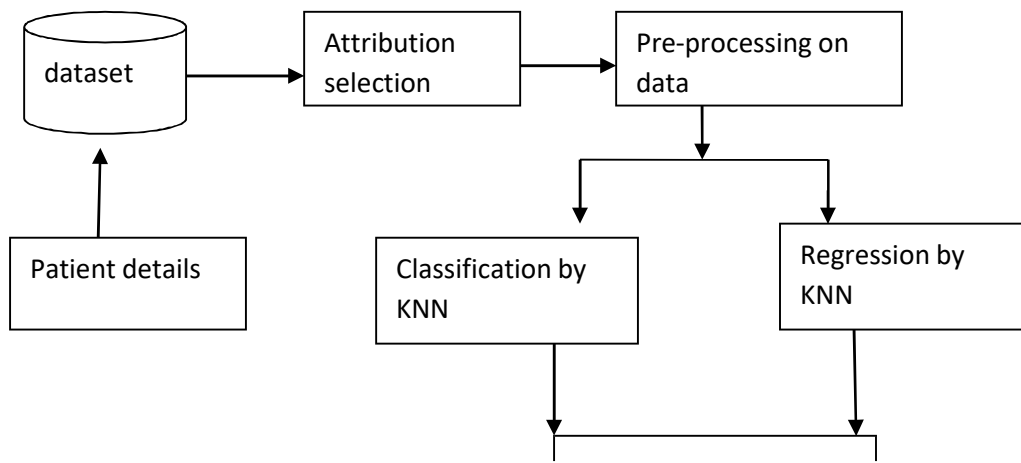 dataset
Attribution
selection
Pre-processing on
data
Patient details
Classification by
KNN
Regression by
KNN